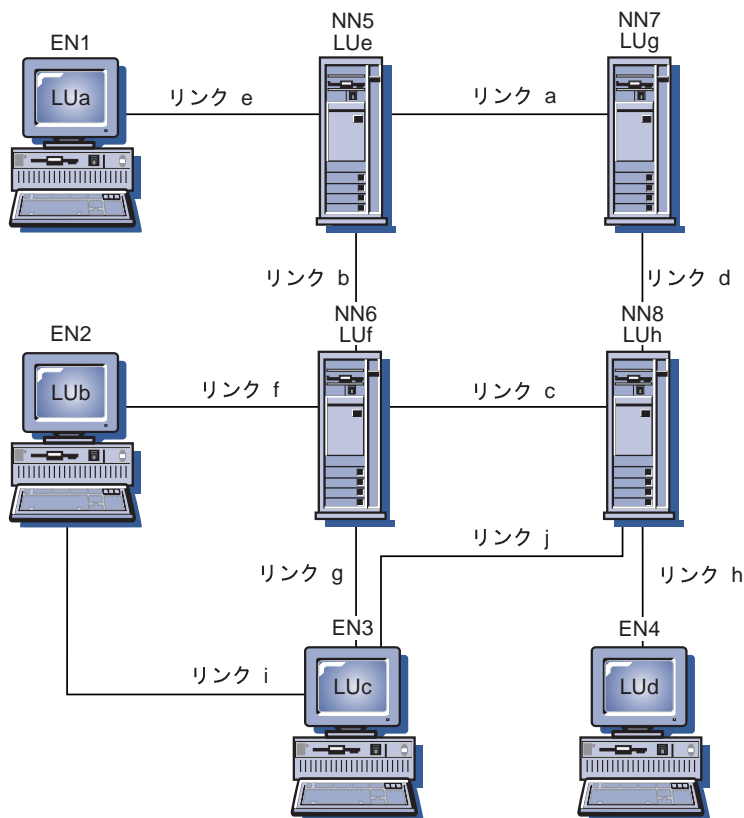 EN1
LUa
リンク e
NN5
LUe
リンク a
NN7
LUg
リンク b
リンク d
EN2
LUb
リンク f
NN6
LUf
リンク c
NN8
LUh
リンク g
リンク j
リンク h
リンク i
EN3
LUc
EN4
LUd